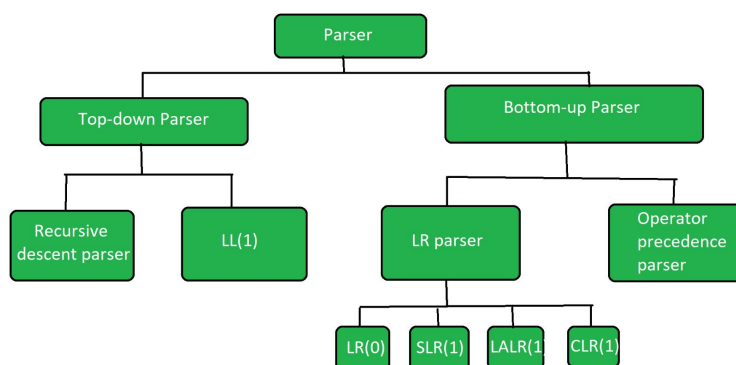 Parser
Top-down Parser
Bottom-up Parser
Recursive
descent parser
LL(1)
LR parser
Operator
precedence
parser
LR(0)
SLR(1)
LALR(1)
CLR(1)